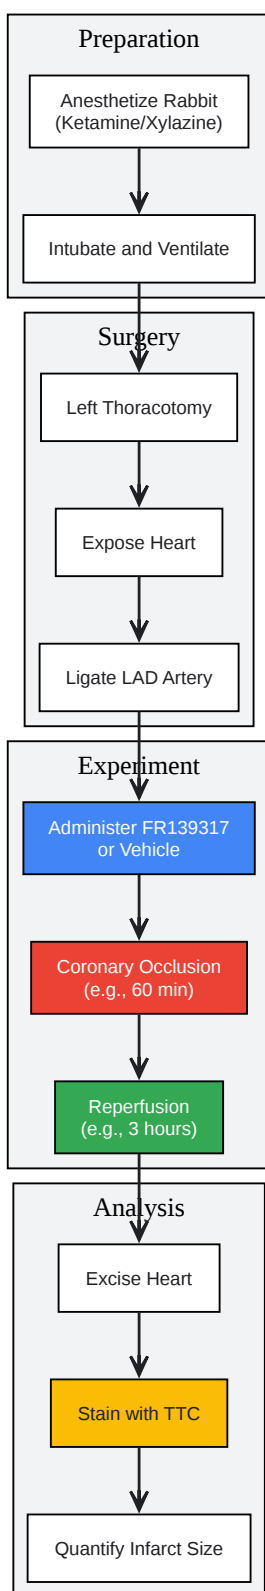 Preparation
Anesthetize Rabbit
(Ketamine/Xylazine)
Intubate and Ventilate
Surgery
Left Thoracotomy
Expose Heart
Ligate LAD Artery
Experiment
Administer FR139317
or Vehicle
Coronary Occlusion
(e.g., 60 min)
Reperfusion
(e.g., 3 hours)
Analysis
Excise Heart
Stain with TTC
Quantify Infarct Size